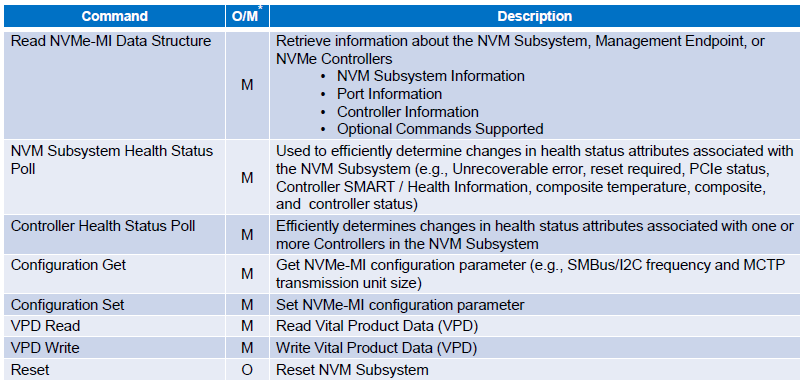 Command O/M* Description
Read NVMe-MI Data Structure M Retrieve information about the NVM Subsystem, Management Endpoint, or
NVMe Controllers
• NVM Subsystem Information
• Port Information
• Controller Information
• Optional Commands Supported
NVM Subsystem Health Status
Poll M Used to efficiently determine changes in health status attributes associated with
the NVM Subsystem (e.g., Unrecoverable error, reset required, PCIe status,
Controller SMART / Health Information, composite temperature, composite,
and controller status)
Controller Health Status Poll M Efficiently determines changes in health status attributes associated with one or
more Controllers in the NVM Subsystem
Configuration Get M Get NVMe-MI configuration parameter (e.g., SMBus/I2C frequency and MCTP
transmission unit size)
Configuration Set M Set NVMe-MI configuration parameter
VPD Read M Read Vital Product Data (VPD)
VPD Write M Write Vital Product Data (VPD)
Reset O Reset NVM Subsystem